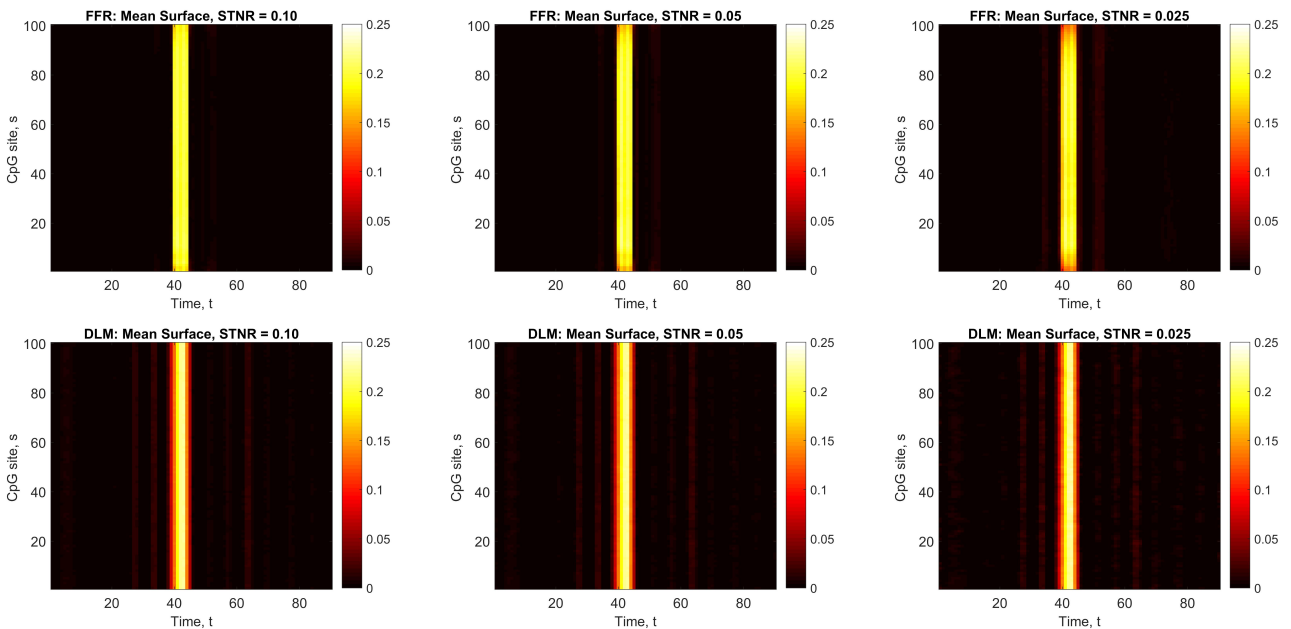 FFR: Mean Surface, STNR = 0.10
100
80
60
40
20
CpG site, s
20 40 60 80
Time, t
0.25
0.2
0.15
0.1
0.05
0
FFR: Mean Surface, STNR = 0.05
100
80
60
40
20
CpG site, s
20 40 60 80
Time, t
0.25
0.2
0.15
0.1
0.05
0
FFR: Mean Surface, STNR = 0.025
100
80
60
40
20
CpG site, s
20 40 60 80
Time, t
0.25
0.2
0.15
0.1
0.05
0
DLM: Mean Surface, STNR = 0.10
100
80
60
40
20
CpG site, s
20 40 60 80
Time, t
0.25
0.2
0.15
0.1
0.05
0
DLM: Mean Surface, STNR = 0.05
100
80
60
40
20
CpG site, s
20 40 60 80
Time, t
0.25
0.2
0.15
0.1
0.05
0
DLM: Mean Surface, STNR = 0.025
100
80
60
40
20
CpG site, s
20 40 60 80
Time, t
0.25
0.2
0.15
0.1
0.05
0